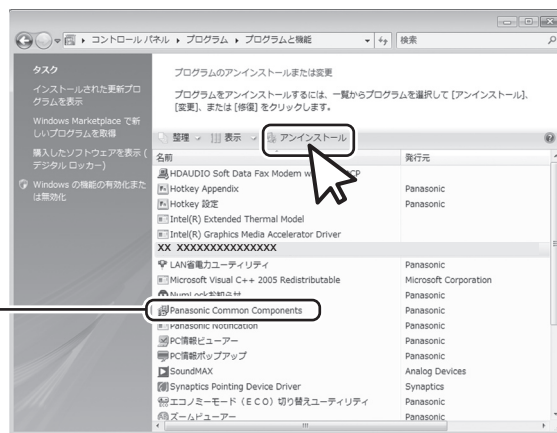 コントロール パネル ▸ プログラム ▸ プログラムと機能
検索
タスク
インストールされた更新プログラムを表示
Windows Marketplace で新しいプログラムを取得
購入したソフトウェアを表示 (デジタル ロッカー)
Windows の機能の有効化または無効化
プログラムのアンインストールまたは変更
プログラムをアンインストールするには、一覧からプログラムを選択して [アンインストール]、
[変更]、または [修復] をクリックします。
整理 表示 アンインストール
名前 発行元
HDAUDIO Soft Data Fax Modem CP
Hotkey Appendix Panasonic
Hotkey 設定 Panasonic
Intel(R) Extended Thermal Model
Intel(R) Graphics Media Accelerator Driver
XX XXXXXXXXXXXXXXX
LAN省電力ユーティリティ Panasonic
Microsoft Visual C++ 2005 Redistributable Microsoft Corporation
NumLockお知らせ Panasonic
Panasonic Common Components Panasonic
Panasonic Notification Panasonic
PC情報ビューアー Panasonic
PC情報ポップアップ Panasonic
SoundMAX Analog Devices
Synaptics Pointing Device Driver Synaptics
エコノミーモード(ECO)切り替えユーティリティ Panasonic
ズームビューアー Panasonic